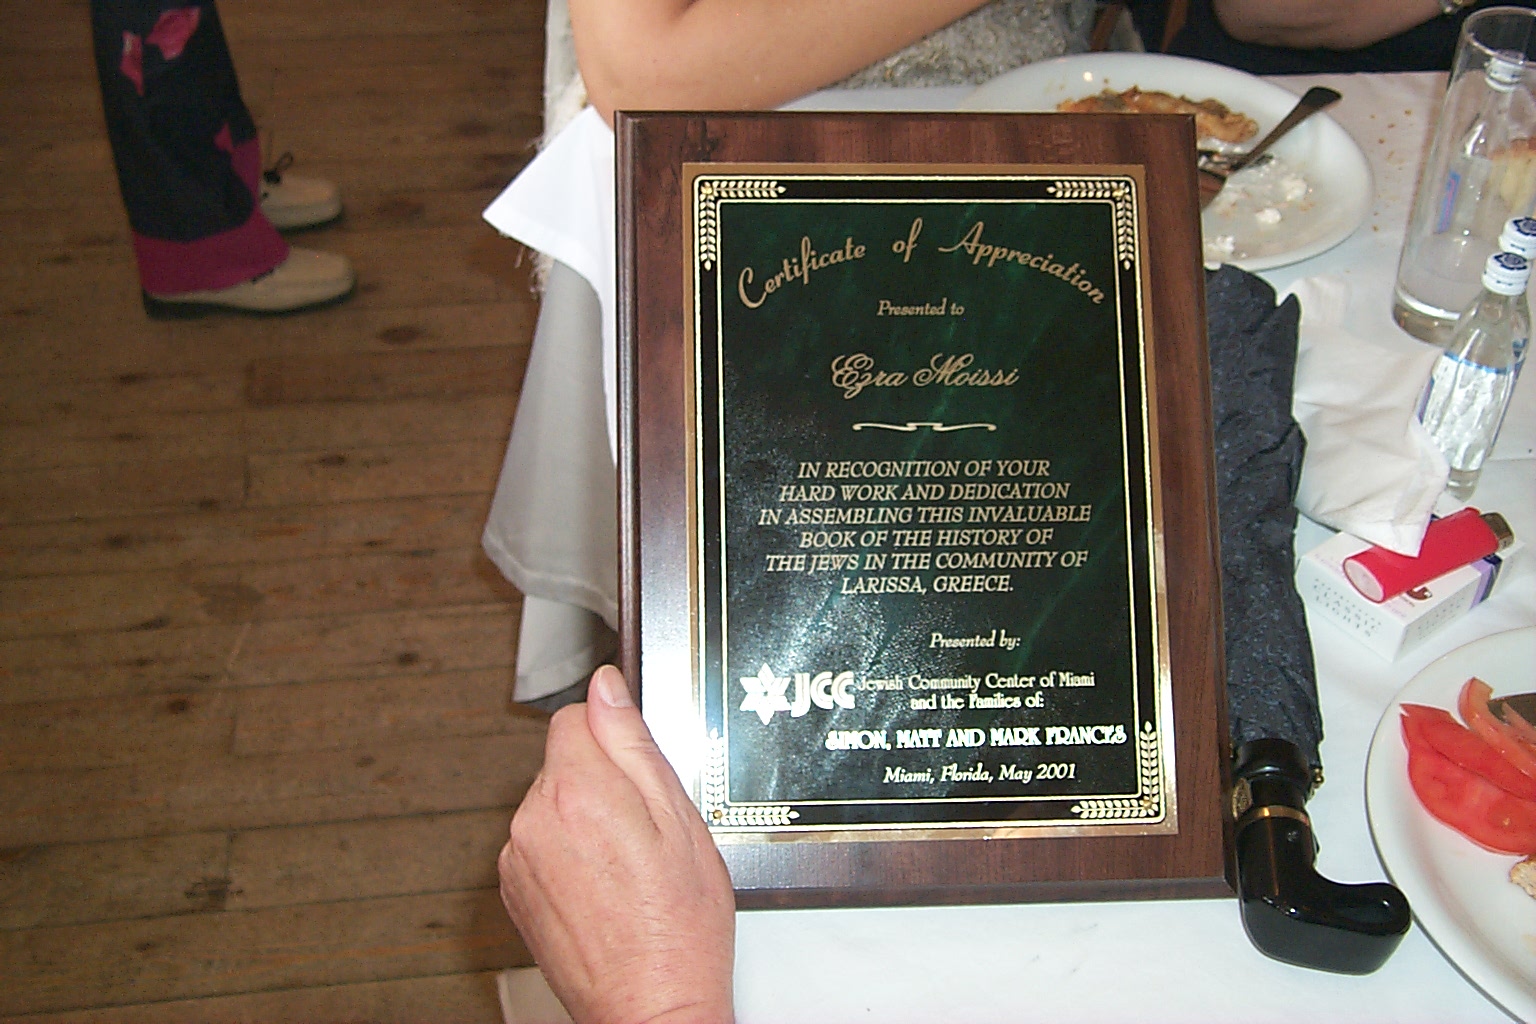 Certificate of Appreciation
Presented to
Ezra Moissi
IN RECOGNITION OF YOUR
HARD WORK AND DEDICATION
IN ASSEMBLING THIS INVALUABLE
BOOK OF THE HISTORY OF
THE JEWS IN THE COMMUNITY OF
LARISSA, GREECE.
Presented by:
JCC Jewish Community Center of Miami
and the Families of:
SIMON, MATT AND MARK FRANCES
Miami, Florida, May 2001
CLASSIC
LIGHTS